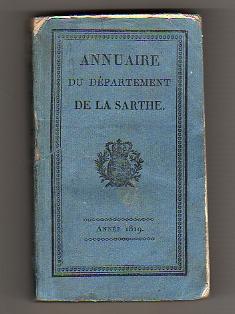 ANNUAIRE
DU DÉPARTEMENT
DE LA SARTHE.
ANNÉE 1819.